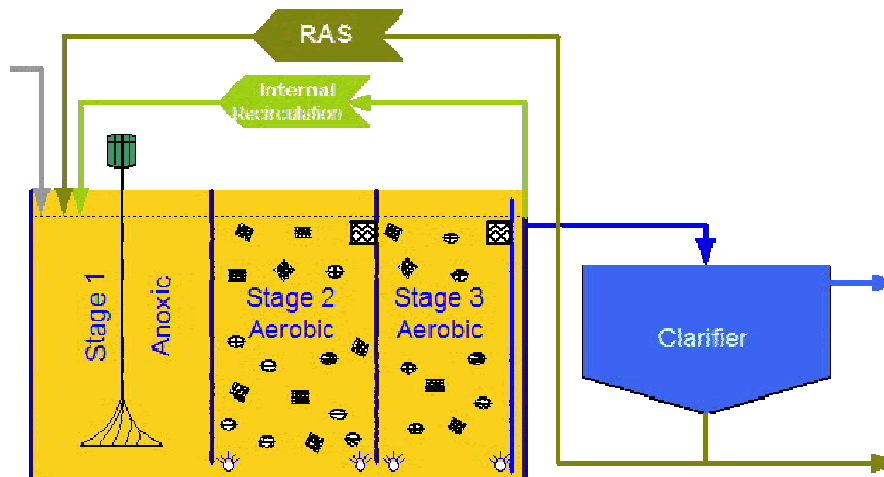 RAS
Internal
Recirculation
Stage 1
Anoxic
Stage 2
Aerobic
Stage 3
Aerobic
Clarifier